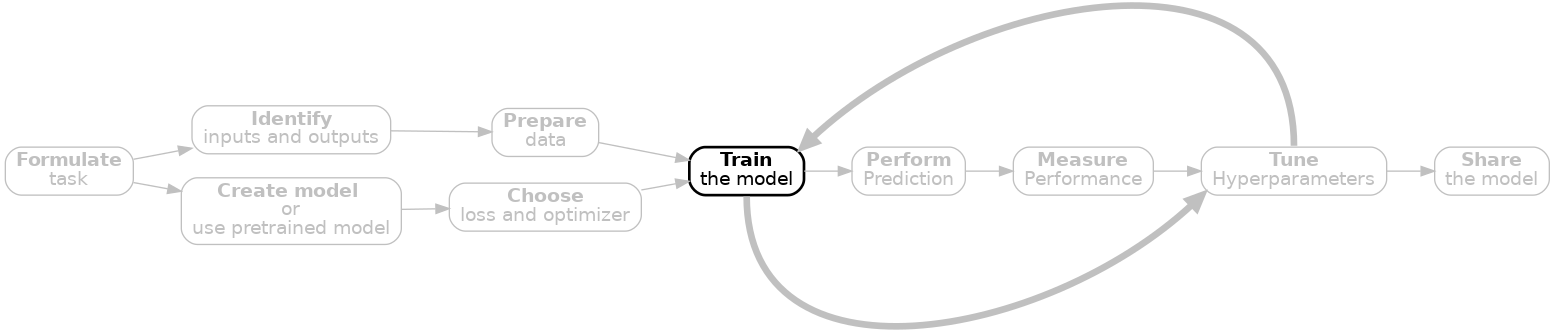 Formulate
task
Identify
inputs and outputs
Create model
or
use pretrained model
Prepare
data
Choose
loss and optimizer
Train
the model
Perform
Prediction
Measure
Performance
Tune
Hyperparameters
Share
the model